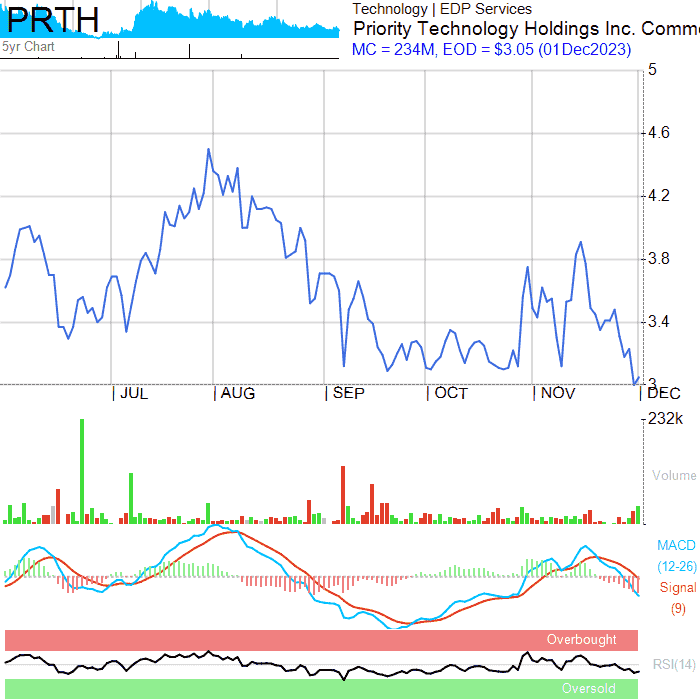 PRTH
Technology | EDP Services
Priority Technology Holdings Inc. Comm
5yr Chart
MC = 234M, EOD = $3.05 (01Dec2023)
5
4.6
4.2
3.8
3.4
3
JUL
AUG
SEP
OCT
NOV
DEC
232k
Volume
MACD
(12-26)
Signal
(9)
Overbought
RSI(14)
Oversold